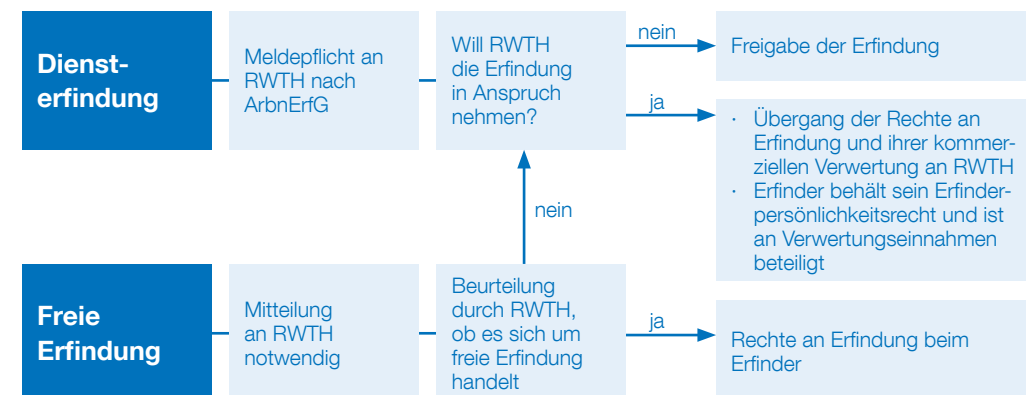 Dienst-
erfindung
Meldepflicht an
RWTH nach
ArbnErfG
Will RWTH
die Erfindung
in Anspruch
nehmen?
nein
Freigabe der Erfindung
ja
· Übergang der Rechte an
Erfindung und ihrer kommer-
ziellen Verwertung an RWTH
· Erfinder behält sein Erfinder-
persönlichkeitsrecht und ist
an Verwertungseinnahmen
beteiligt
nein
Freie
Erfindung
Mitteilung
an RWTH
notwendig
Beurteilung
durch RWTH,
ob es sich um
freie Erfindung
handelt
ja
Rechte an Erfindung beim
Erfinder